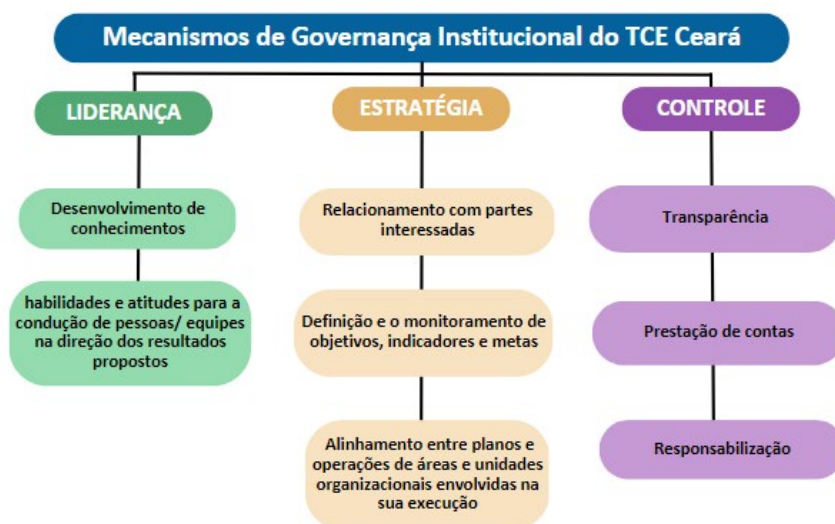 Mecanismos de Governança Institucional do TCE Ceará
LIDERANÇA
Desenvolvimento de
conhecimentos
habilidades e atitudes para a
condução de pessoas/ equipes
na direção dos resultados
propostos
ESTRATÉGIA
Relacionamento com partes
interessadas
Definição e o monitoramento de
objetivos, indicadores e metas
Alinhamento entre planos e
operações de áreas e unidades
organizacionais envolvidas na
sua execução
CONTROLE
Transparência
Prestação de contas
Responsabilização